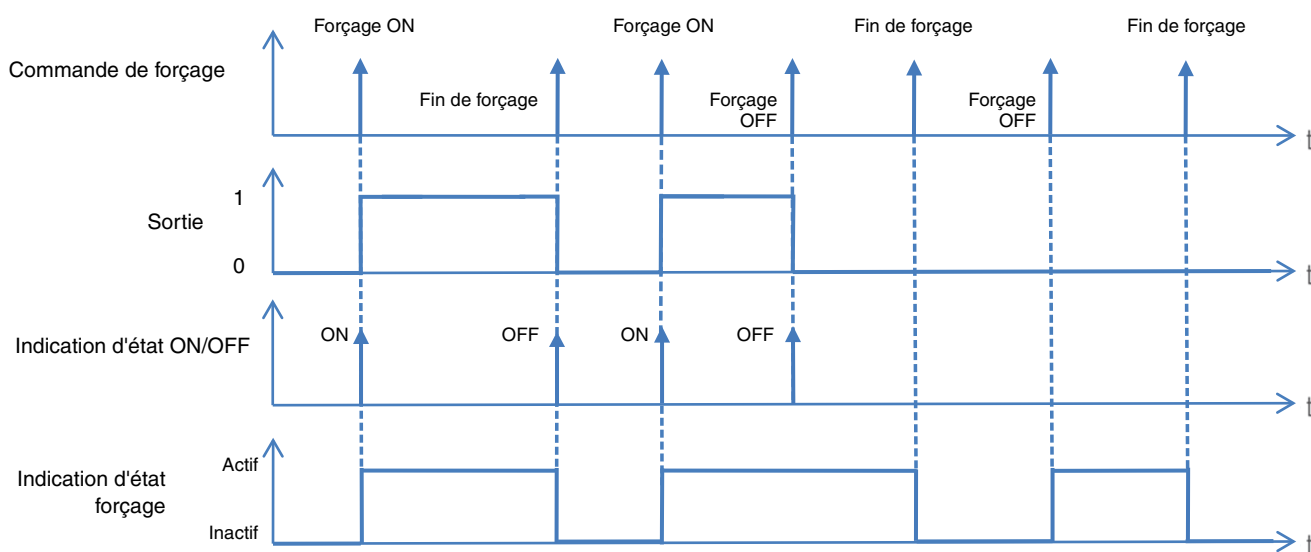 Forçage ON
Forçage ON
Fin de forçage
Fin de forçage
Commande de forçage
Fin de forçage
Forçage
OFF
Forçage
OFF
t
1
Sortie
0
t
Indication d'état ON/OFF
ON
OFF
ON
OFF
t
Actif
Indication d'état
forçage
Inactif
t